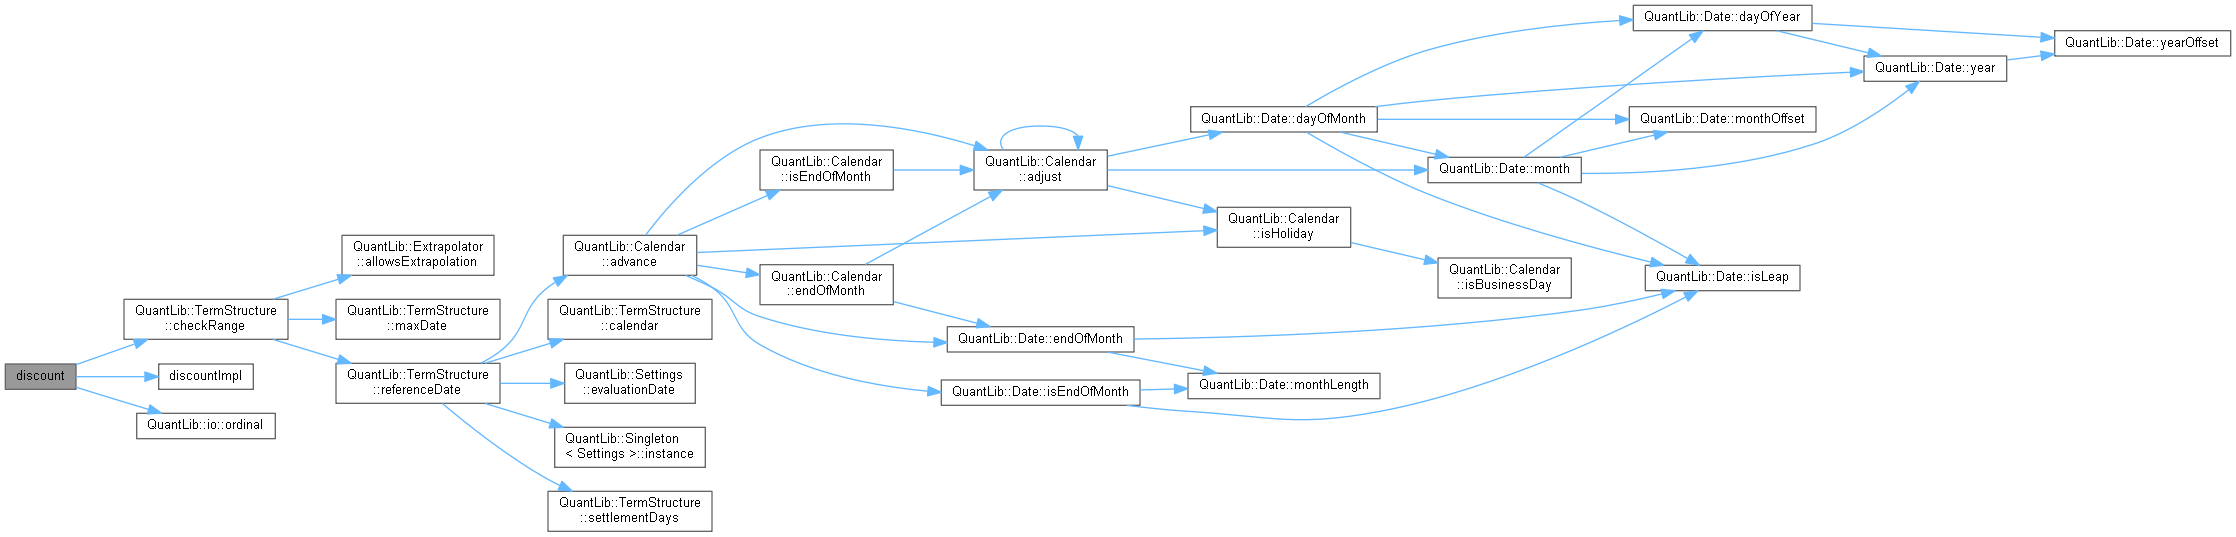 discount
QuantLib::TermStructure
::checkRange
discountImpl
QuantLib::io::ordinal
QuantLib::Extrapolator
::allowsExtrapolation
QuantLib::TermStructure
::maxDate
QuantLib::TermStructure
::referenceDate
QuantLib::Calendar
::advance
QuantLib::TermStructure
::calendar
QuantLib::Settings
::evaluationDate
QuantLib::Singleton
< Settings >::instance
QuantLib::TermStructure
::settlementDays
QuantLib::Calendar
::isEndOfMonth
QuantLib::Calendar
::endOfMonth
QuantLib::Calendar
::adjust
QuantLib::Date::endOfMonth
QuantLib::Date::isEndOfMonth
QuantLib::Date::dayOfMonth
QuantLib::Calendar
::isHoliday
QuantLib::Date::monthLength
QuantLib::Date::month
QuantLib::Calendar
::isBusinessDay
QuantLib::Date::dayOfYear
QuantLib::Date::monthOffset
QuantLib::Date::isLeap
QuantLib::Date::year
QuantLib::Date::yearOffset